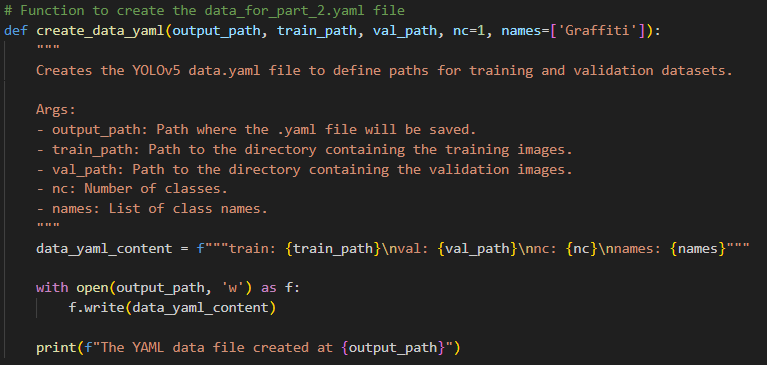 # Function to create the data_for_part_2.yaml file
def create_data_yaml(output_path, train_path, val_path, nc=1, names=['Graffiti']):
    """
    Creates the YOLOv5 data.yaml file to define paths for training and validation datasets.

    Args:
    - output_path: Path where the .yaml file will be saved.
    - train_path: Path to the directory containing the training images.
    - val_path: Path to the directory containing the validation images.
    - nc: Number of classes.
    - names: List of class names.
    """
    data_yaml_content = f"""train: {train_path}\nval: {val_path}\nnc: {nc}\nnames: {names}"""

    with open(output_path, 'w') as f:
        f.write(data_yaml_content)

    print(f"The YAML data file created at {output_path}")